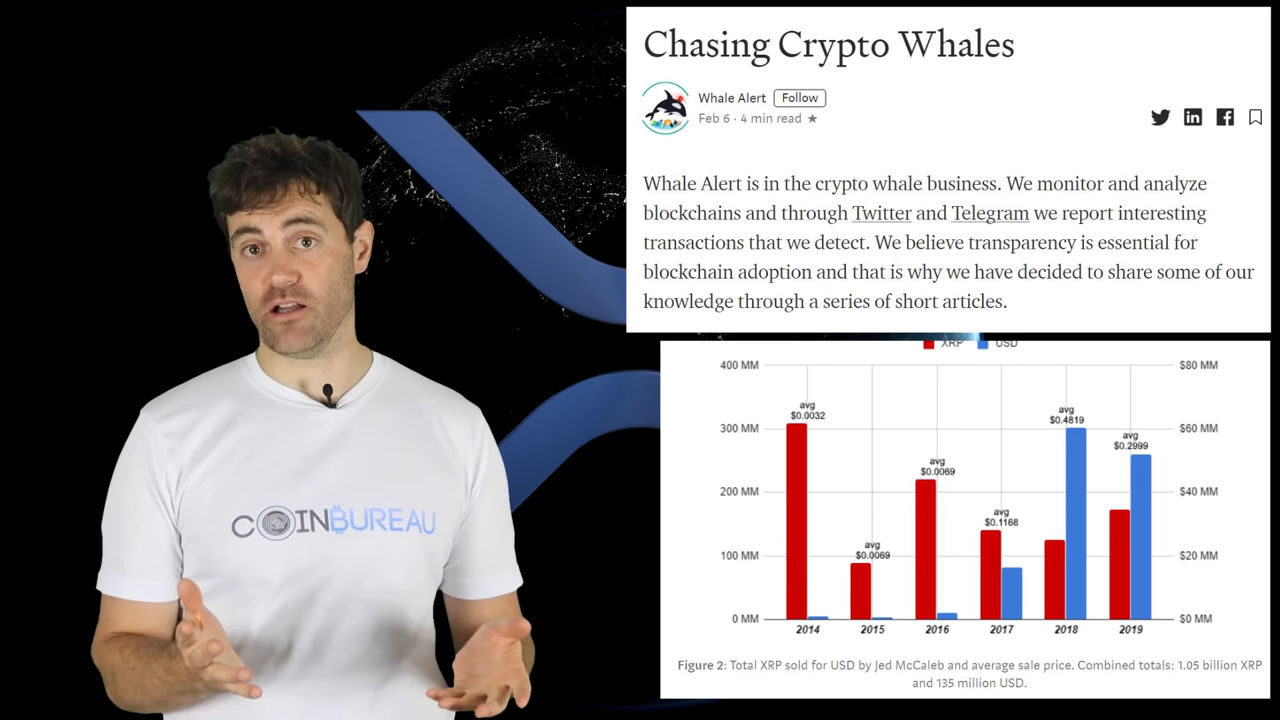 Chasing Crypto Whales
Whale Alert Follow
Feb 6 · 4 min read ★
Whale Alert is in the crypto whale business. We monitor and analyze
blockchains and through Twitter and Telegram we report interesting
transactions that we detect. We believe transparency is essential for
blockchain adoption and that is why we have decided to share some of our
knowledge through a series of short articles.
COINBUREAU
XRP USD
400 MM $80 MM
300 MM $60 MM
200 MM $40 MM
100 MM $20 MM
0 MM $0 MM
avg
$0.0032
avg
$0.0069
avg
$0.0069
avg
$0.1168
avg
$0.4819
avg
$0.2999
2014 2015 2016 2017 2018 2019
Figure 2: Total XRP sold for USD by Jed McCaleb and average sale price. Combined totals: 1.05 billion XRP
and 135 million USD.